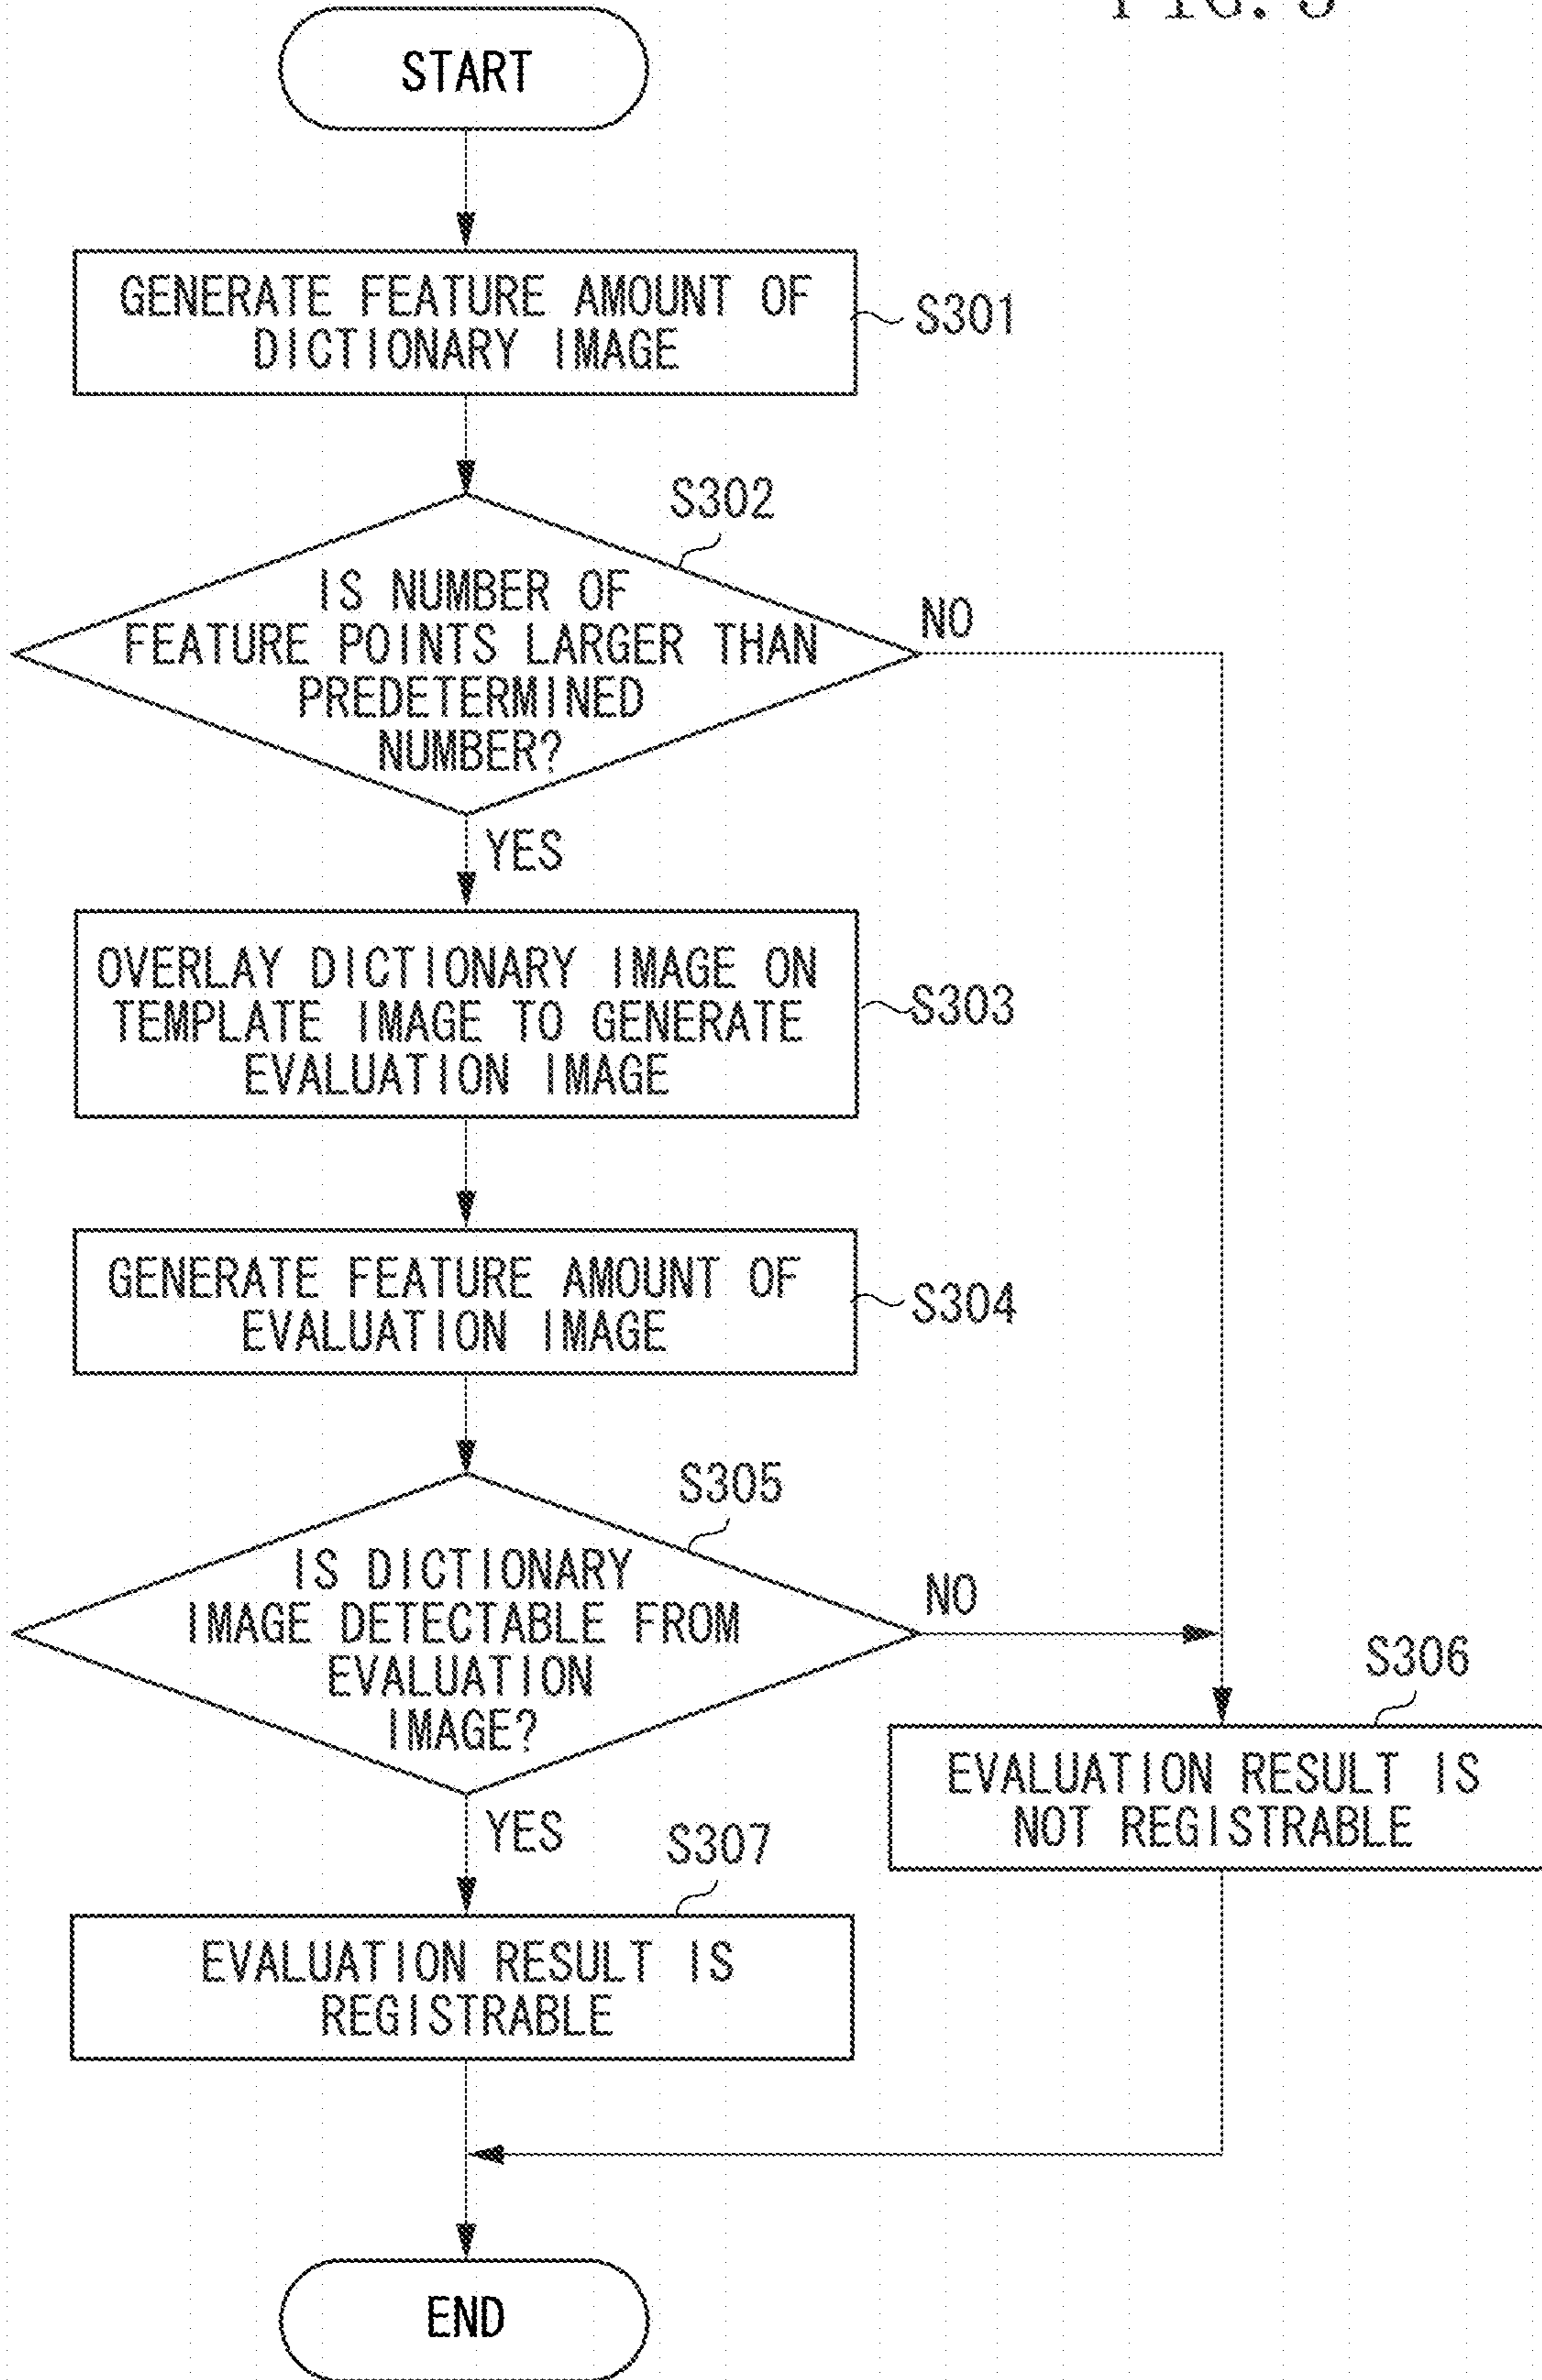 START
GENERATE FEATURE AMOUNT OF
DICTIONARY IMAGE
S301
S302
IS NUMBER OF
FEATURE POINTS LARGER THAN
PREDETERMINED
NUMBER?
NO
YES
OVERLAY DICTIONARY IMAGE ON
TEMPLATE IMAGE TO GENERATE
EVALUATION IMAGE
S303
GENERATE FEATURE AMOUNT OF
EVALUATION IMAGE
S304
S305
IS DICTIONARY
IMAGE DETECTABLE FROM
EVALUATION
IMAGE?
NO
YES
S306
EVALUATION RESULT IS
NOT REGISTRABLE
S307
EVALUATION RESULT IS
REGISTRABLE
END